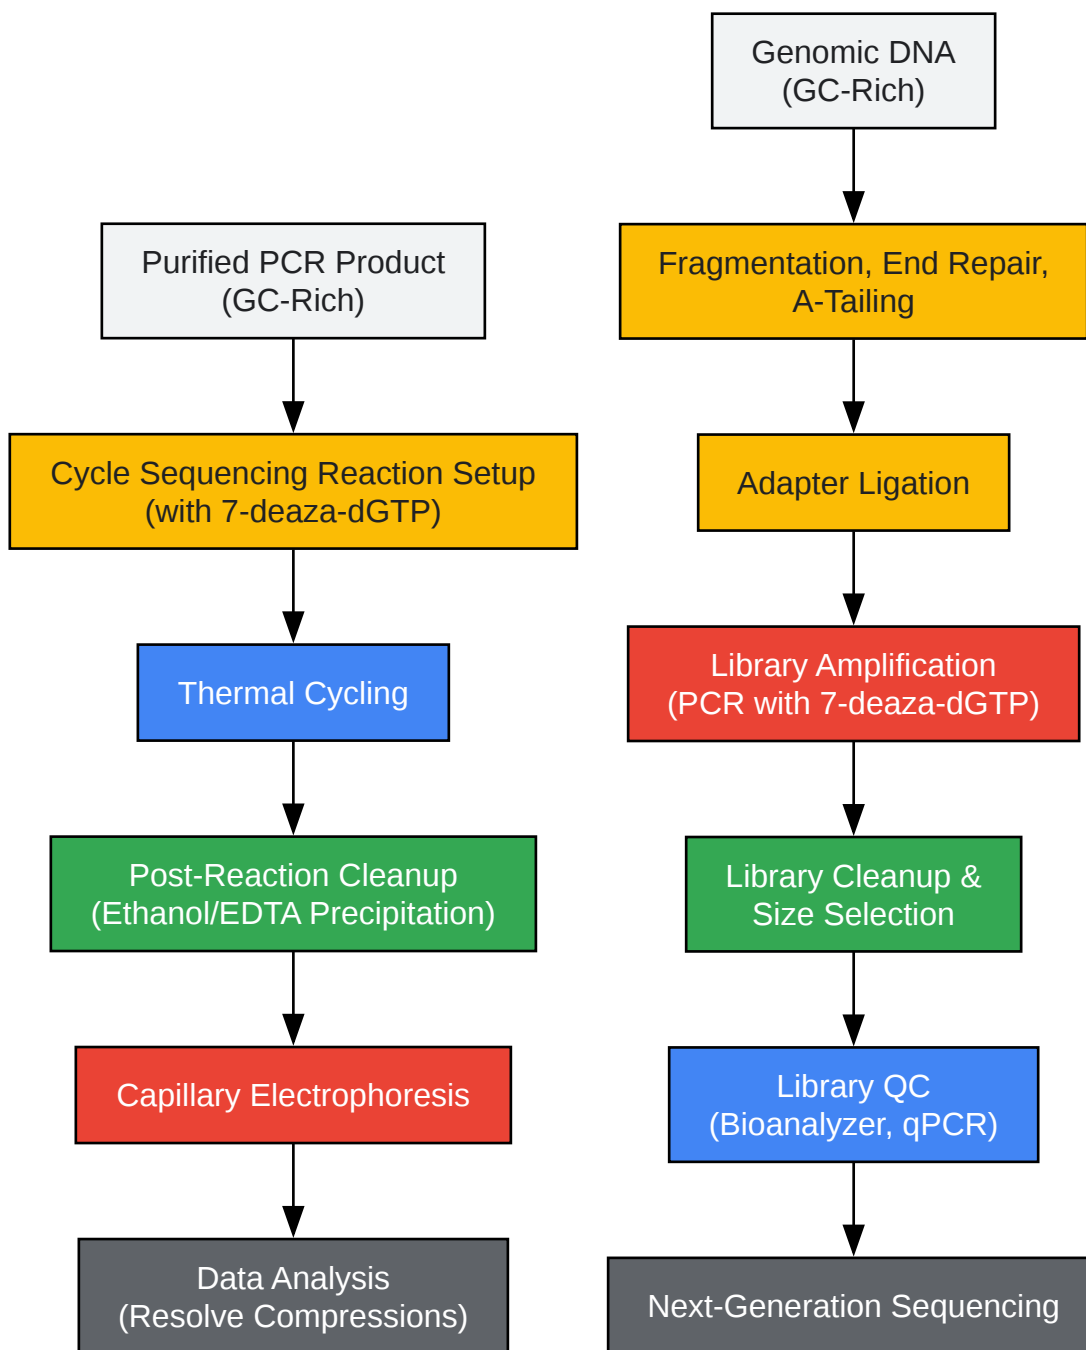 Purified PCR Product
(GC-Rich)
Cycle Sequencing Reaction Setup
(with 7-deaza-dGTP)
Thermal Cycling
Post-Reaction Cleanup
(Ethanol/EDTA Precipitation)
Capillary Electrophoresis
Data Analysis
(Resolve Compressions)
Genomic DNA
(GC-Rich)
Fragmentation, End Repair,
A-Tailing
Adapter Ligation
Library Amplification
(PCR with 7-deaza-dGTP)
Library Cleanup &
Size Selection
Library QC
(Bioanalyzer, qPCR)
Next-Generation Sequencing